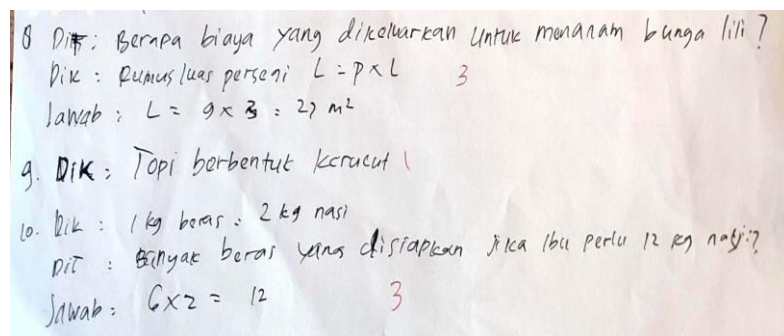 8 Dit : Berapa biaya yang dikeluarkan untuk menanam bunga lili ?
Dik : Rumus luas persegi L = P x L 3
Jawab : L = 9 x 3 = 27 m²
9. Dik : Topi berbentuk kerucut 1
10. Dik : 1 kg beras = 2 kg nasi
Dit : Banyak beras yang disiapkan jika Ibu perlu 12 kg nasi ?
Jawab : 6 x 2 = 12 3